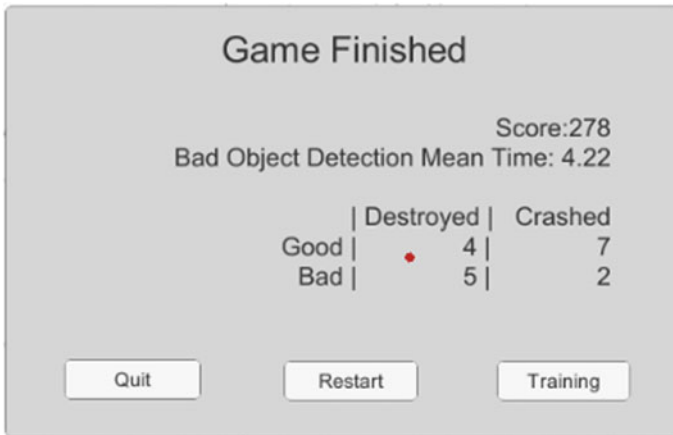 Game Finished
Score:278
Bad Object Detection Mean Time: 4.22
| Destroyed | Crashed
Good | 4 | 7
Bad | 5 | 2
Quit Restart Training